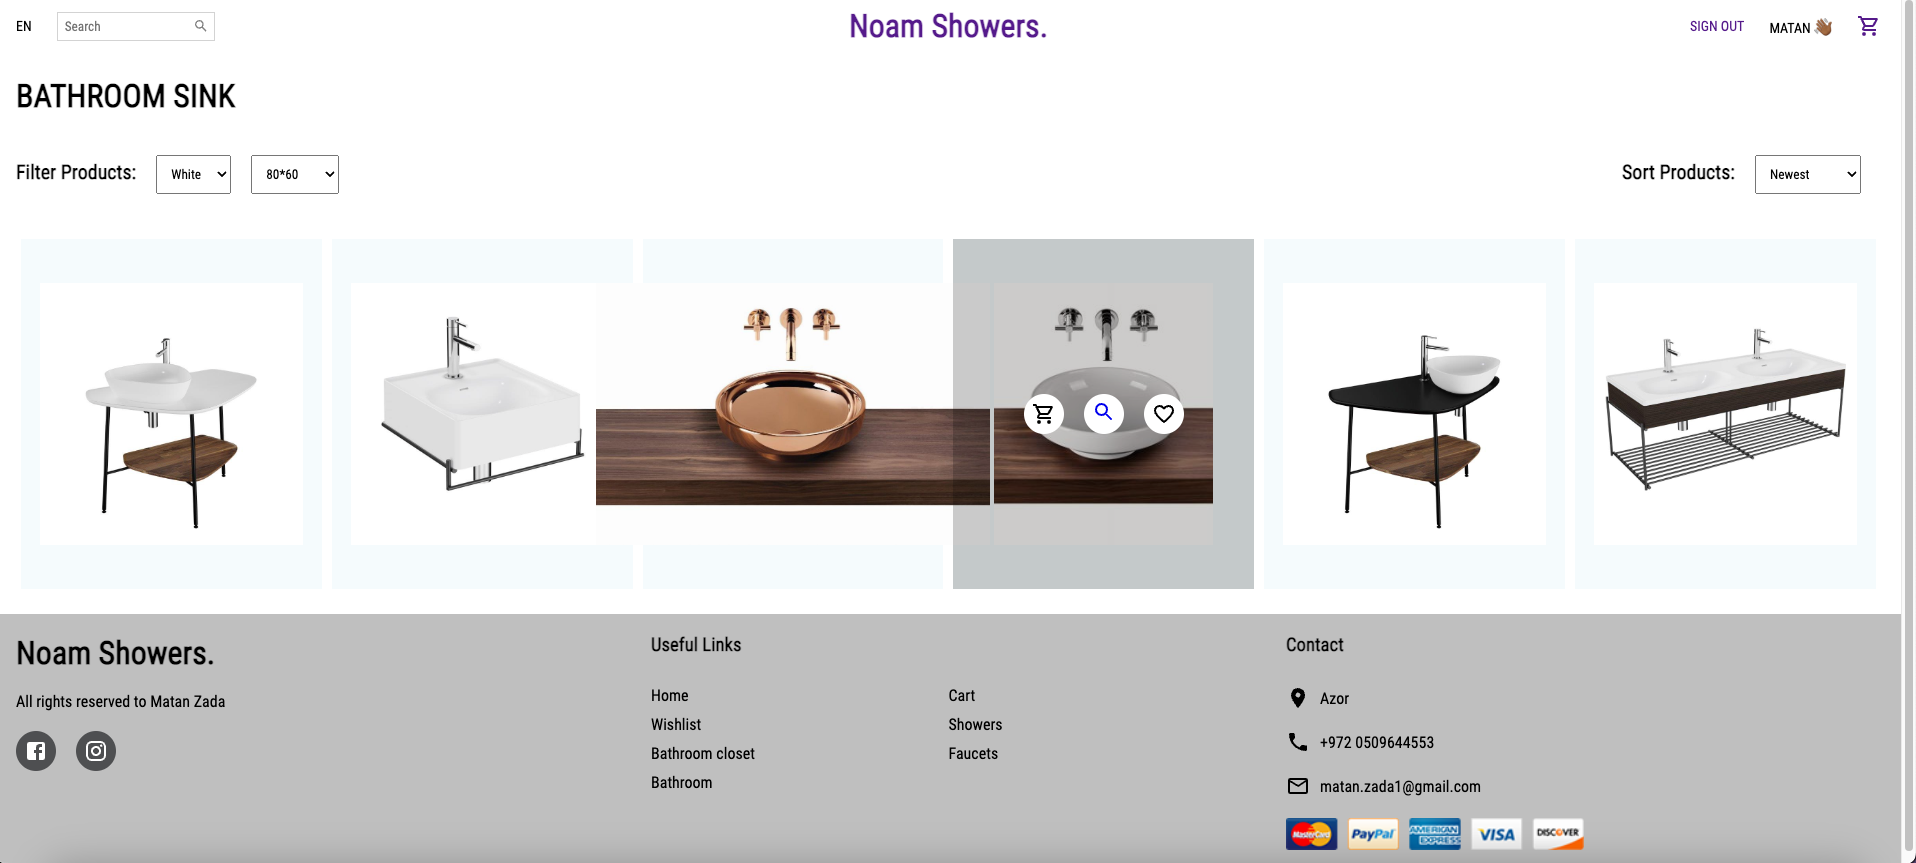 EN
Search
Noam Showers.
SIGN OUT
MATAN
BATHROOM SINK
Filter Products:
White
80*60
Sort Products:
Newest
Noam Showers.
All rights reserved to Matan Zada
Useful Links
Home
Wishlist
Bathroom closet
Bathroom
Cart
Showers
Faucets
Contact
Azor
+972 0509644553
matan.zada1@gmail.com
MasterCard
PayPal
AMERICAN EXPRESS
VISA
DISCOVER